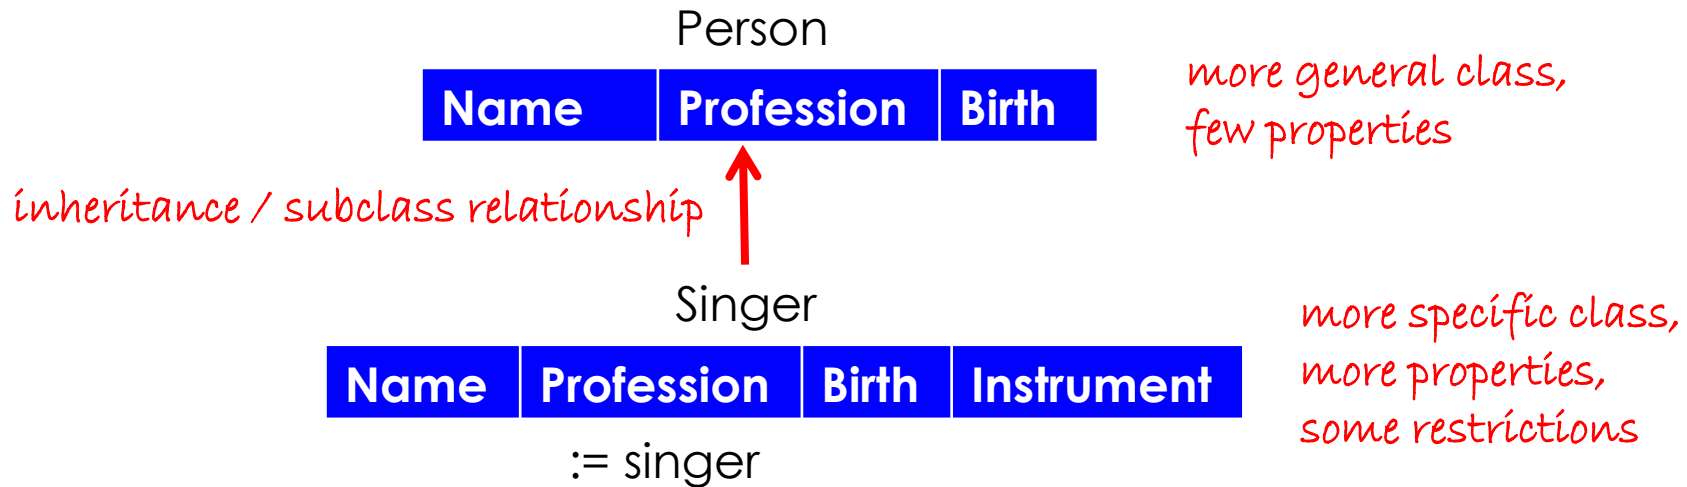 Person
Name Profession Birth
more general class,
few properties
inheritance / subclass relationship
Singer
Name Profession Birth Instrument
more specific class,
more properties,
some restrictions
:= singer